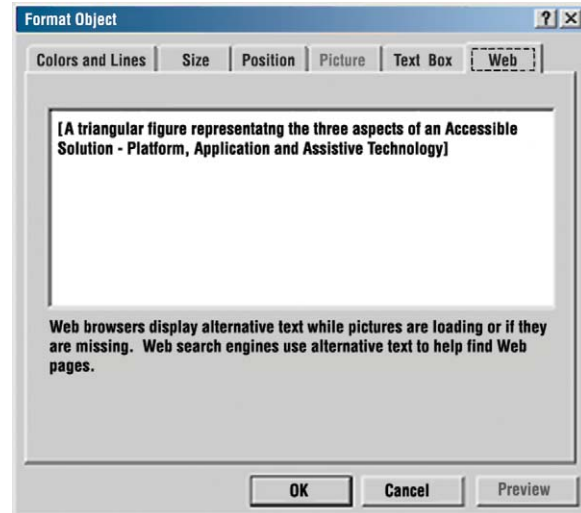 Format Object
Colors and Lines Size Position Picture Text Box Web
[A triangular figure representatng the three aspects of an Accessible
Solution - Platform, Application and Assistive Technology]
Web browsers display alternative text while pictures are loading or if they
are missing. Web search engines use alternative text to help find Web
pages.
OK Cancel Preview